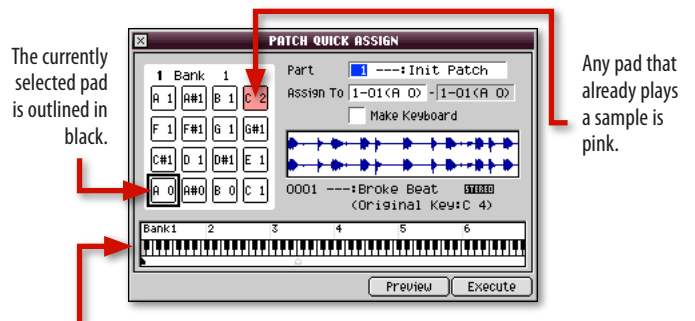 The currently
selected pad
is outlined in
black.
PATCH QUICK ASSIGN
1 Bank 1
A 1 A#1 B 1 C 2
F 1 F#1 G 1 G#1
C#1 D 1 D#1 E 1
A 0 A#0 B 0 C 1
Part 1 ---:Init Patch
Assign To 1-01(A 0) - 1-01(A 0)
Make Keyboard
0001 ---:Broke Beat STEREO
(Original Key:C 4)
Bank1 2 3 4 5 6
Preview Execute
Any pad that
already plays
a sample is
pink.